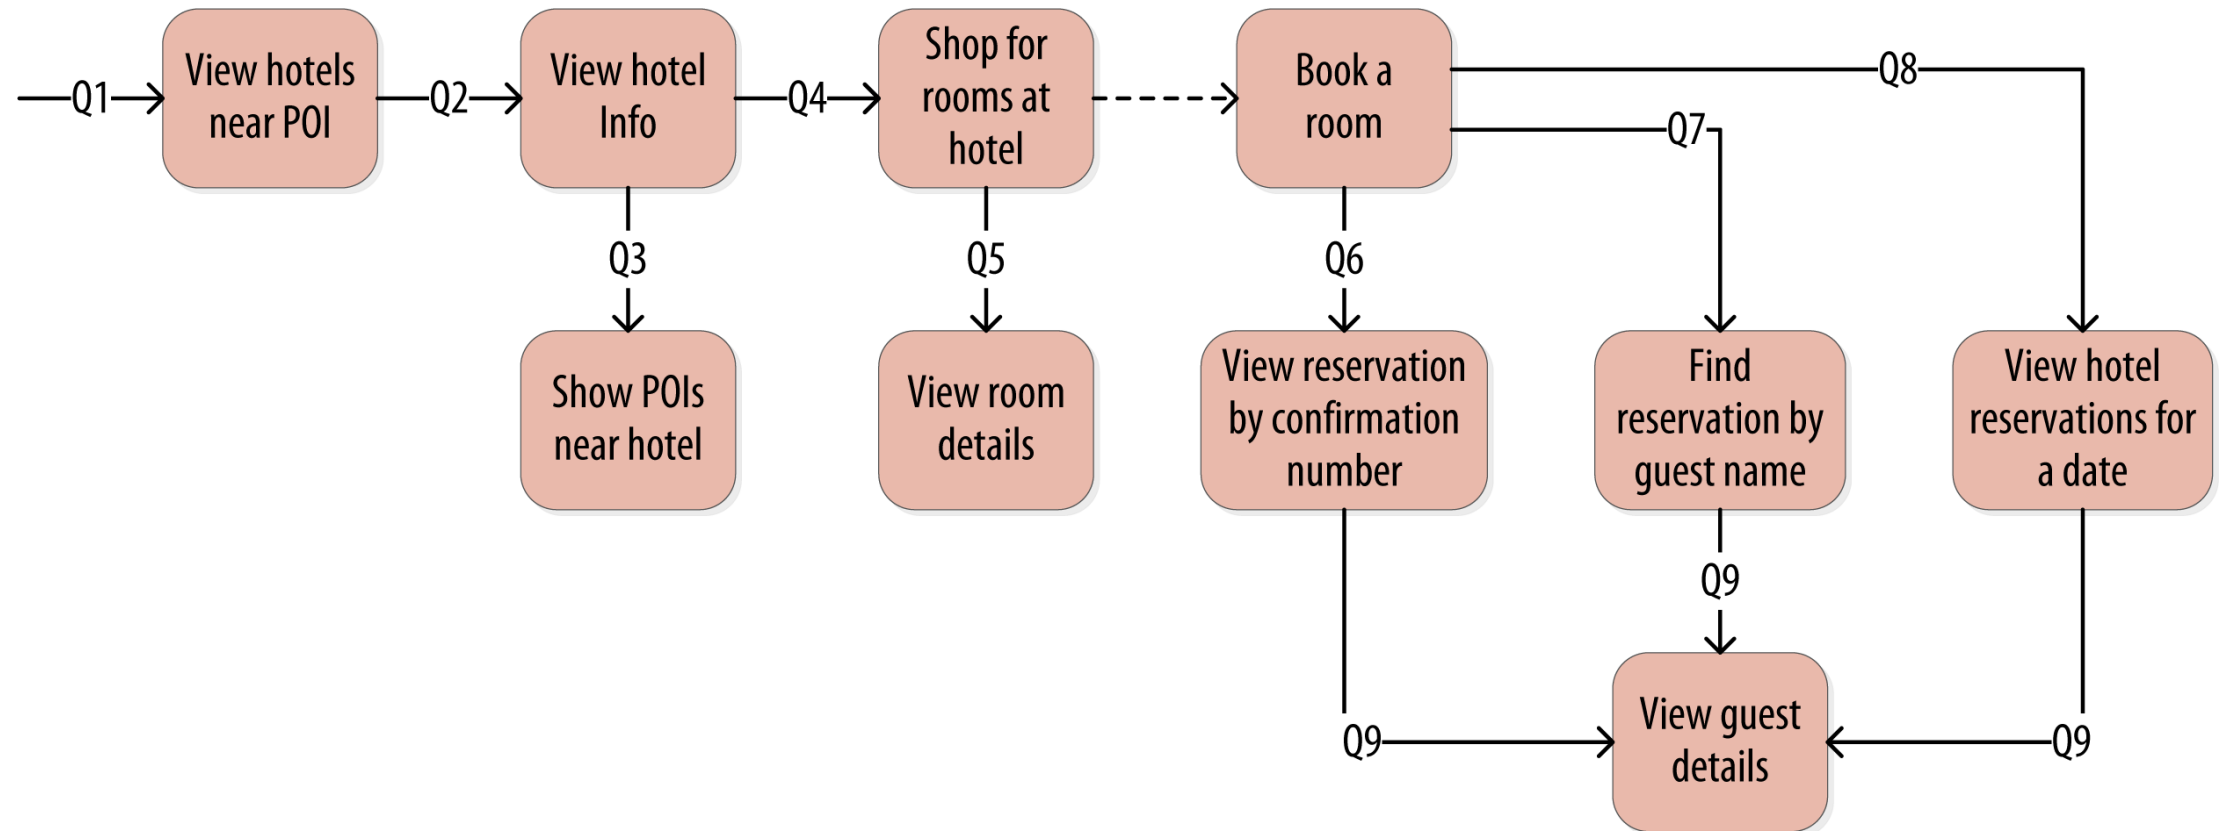 Q1
View hotels
near POI
Q2
View hotel
Info
Q4
Shop for
rooms at
hotel
Book a
room
Q8
Q7
Q3
Q5
Q6
Show POIs
near hotel
View room
details
View reservation
by confirmation
number
Find
reservation by
guest name
View hotel
reservations for
a date
Q9
Q9
View guest
details
Q9